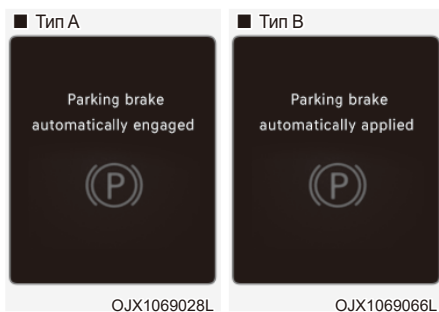 ■ Тип A
Parking brake
automatically engaged
P
OJX1069028L
■ Тип B
Parking brake
automatically applied
P
OJX1069066L